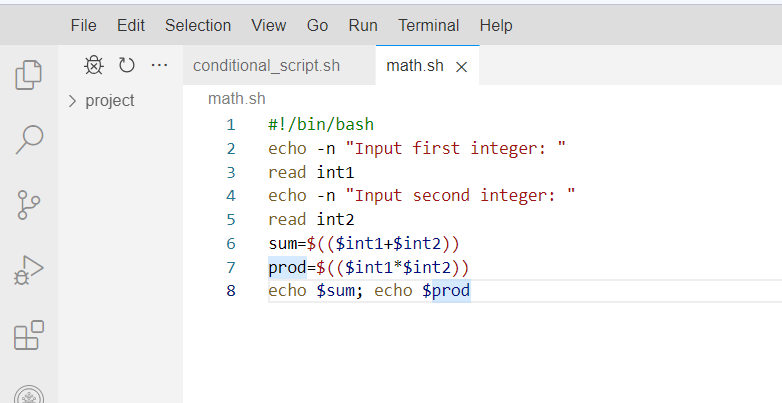 File Edit Selection View Go Run Terminal Help
conditional_script.sh math.sh
project
math.sh
1 #!/bin/bash
2 echo -n "Input first integer: "
3 read int1
4 echo -n "Input second integer: "
5 read int2
6 sum=$(($int1+$int2))
7 prod=$(($int1*$int2))
8 echo $sum; echo $prod